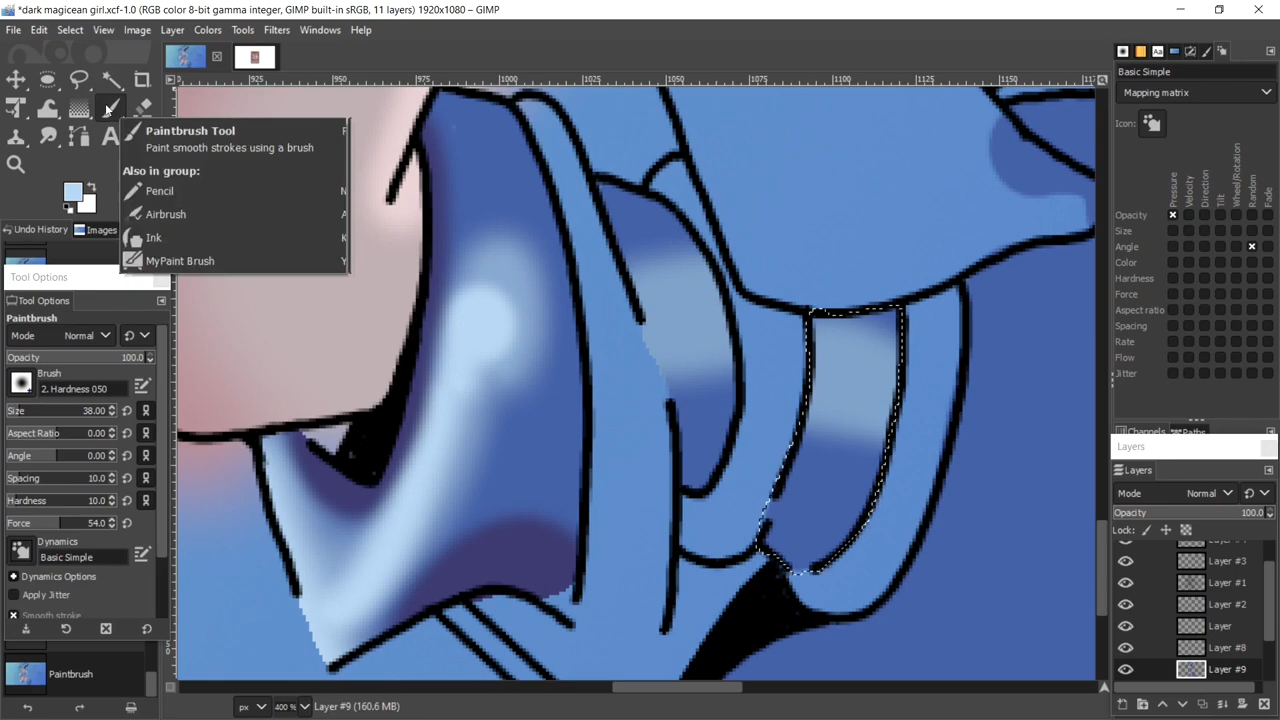 *dark magicean girl.xcf-1.0 (RGB color 8-bit gamma integer, GIMP built-in sRGB, 11 layers) 1920x1080 – GIMP
File Edit Select View Image Layer Colors Tools Filters Windows Help
925 950 975 1000 1025 1050 1075 1100 1125 1150
Basic Simple
Mapping matrix
Icon:
Pressure
Velocity
Direction
Tilt
Wheel/Rotation
Random
Fade
Opacity
Size
Angle
Color
Hardness
Force
Aspect ratio
Spacing
Rate
Flow
Jitter
Paintbrush Tool
Paint smooth strokes using a brush
Also in group:
Pencil N
Airbrush A
Ink K
MyPaint Brush Y
Undo History Images
Tool Options
Tool Options
Paintbrush
Mode Normal
Opacity 100.0
Brush
2. Hardness 050
Size 38.00
Aspect Ratio 0.00
Angle 0.00
Spacing 10.0
Hardness 10.0
Force 54.0
Dynamics
Basic Simple
Dynamics Options
Apply Jitter
Smooth stroke
Paintbrush
Channels Paths
Layers
Layers
Mode Normal
Opacity 100.0
Lock:
Layer #3
Layer #1
Layer #2
Layer
Layer #8
Layer #9
px 400 % Layer #9 (160.6 MB)